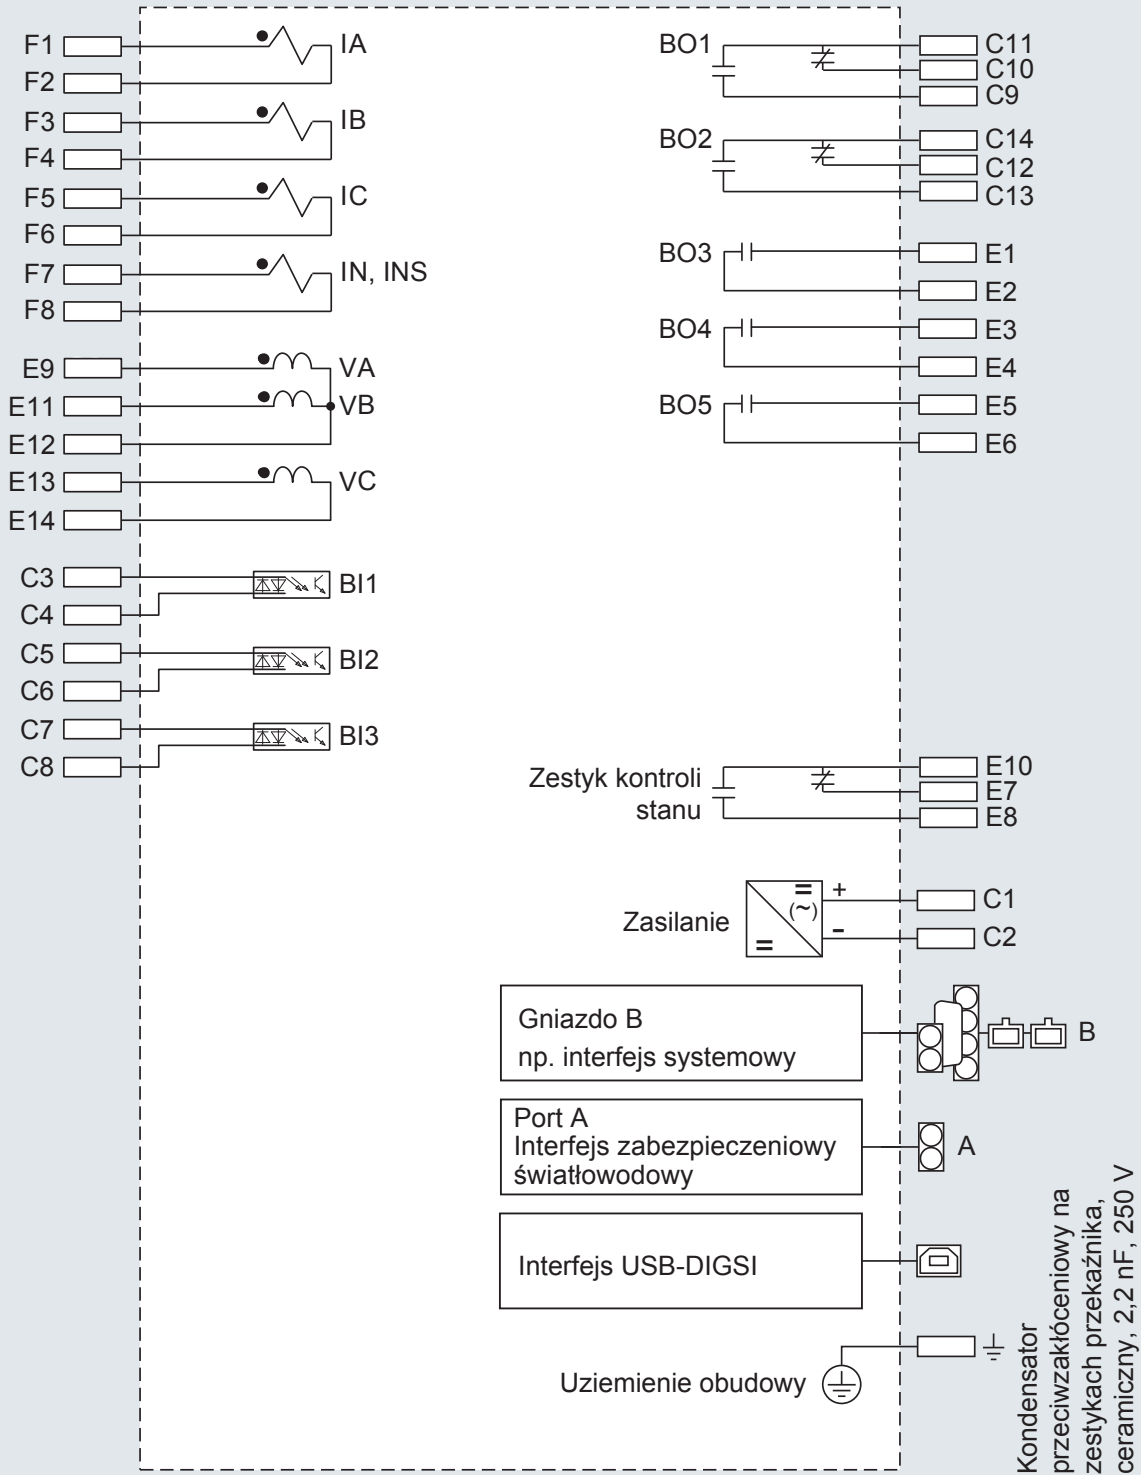 F1
IA
F2
F3
IB
F4
F5
IC
F6
F7
IN, INS
F8
E9
VA
E11
VB
E12
E13
VC
E14
C3
BI1
C4
C5
BI2
C6
C7
BI3
C8
BO1
C11
C10
C9
BO2
C14
C12
C13
BO3
E1
E2
BO4
E3
E4
BO5
E5
E6
Zestyk kontroli
stanu
E10
E7
E8
Zasilanie
= +
(~)
= -
C1
C2
Gniazdo B
np. interfejs systemowy
B
Port A
Interfejs zabezpieczeniowy
światłowodowy
A
Interfejs USB-DIGSI
Uziemienie obudowy
Kondensator
przeciwzakłóceniowy na
zestykach przekaźnika,
ceramiczny, 2,2 nF, 250 V